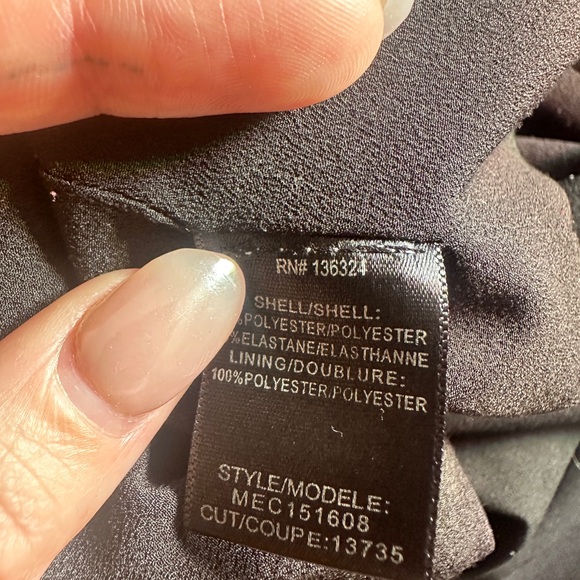 RN# 136324
SHELL/SHELL:
%POLYESTER/POLYESTER
%ELASTANE/ELASTHANNE
LINING/DOUBLURE:
100%POLYESTER/POLYESTER
STYLE/MODELE:
MEC151608
CUT/COUPE:13735